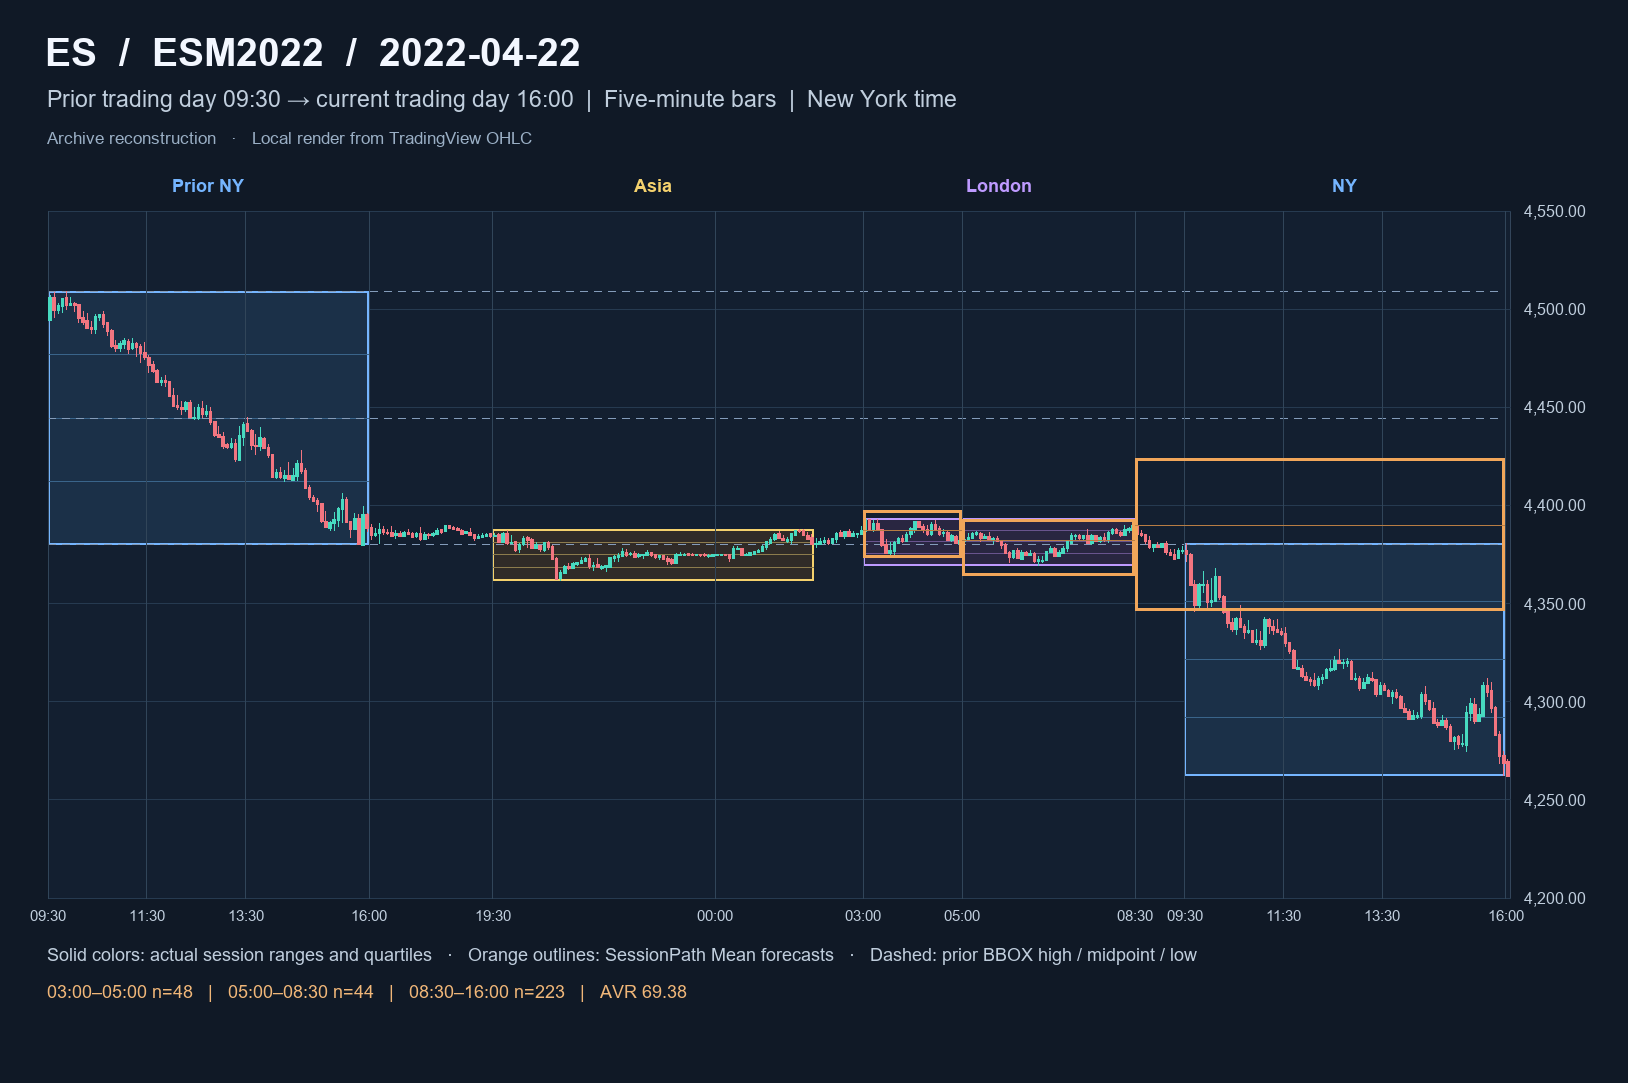 ES / ESM2022 / 2022-04-22
Prior trading day 09:30 → current trading day 16:00 | Five-minute bars | New York time
Archive reconstruction · Local render from TradingView OHLC
Prior NY Asia London NY
4,550.00
4,500.00
4,450.00
4,400.00
4,350.00
4,300.00
4,250.00
4,200.00
09:30 11:30 13:30 16:00 19:30 00:00 03:00 05:00 08:30 09:30 11:30 13:30 16:00
Solid colors: actual session ranges and quartiles · Orange outlines: SessionPath Mean forecasts · Dashed: prior BBOX high / midpoint / low
03:00–05:00 n=48 | 05:00–08:30 n=44 | 08:30–16:00 n=223 | AVR 69.38